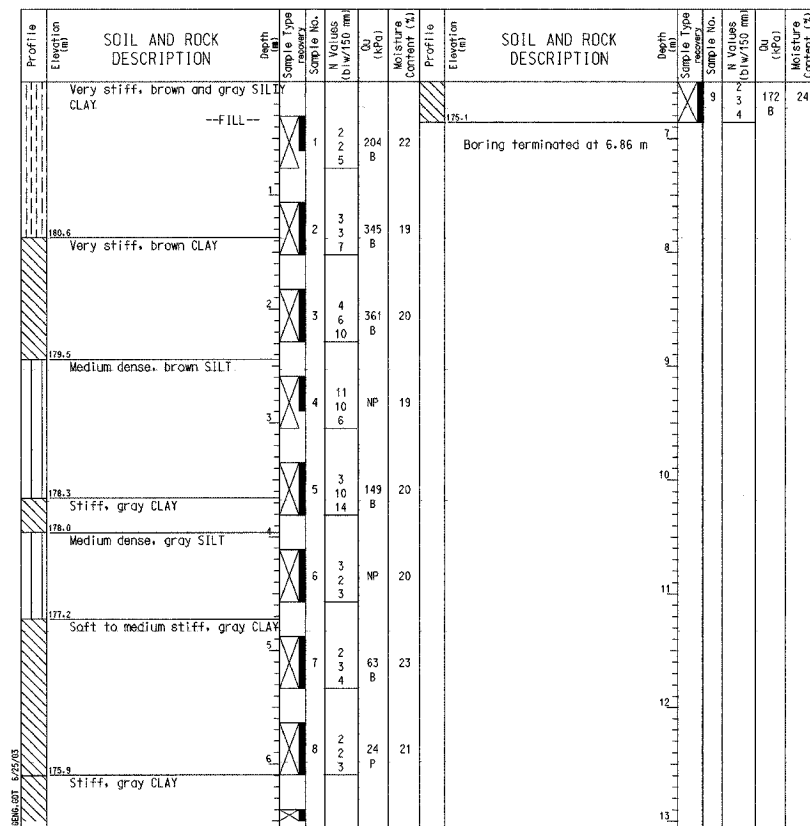 Profile
Elevation (m)
SOIL AND ROCK DESCRIPTION
Depth (m)
Sample Type
recovery
Sample No.
N Values (blw/150 mm)
Qu (kPa)
Moisture Content (%)
Profile
Elevation (m)
SOIL AND ROCK DESCRIPTION
Depth (m)
Sample Type
recovery
Sample No.
N Values (blw/150 mm)
Qu (kPa)
Moisture Content (%)
Very stiff, brown and gray SILTY
CLAY
--FILL--
1 2 2 5 204 B 22
1
2 3 3 7 345 B 19
180.6
Very stiff, brown CLAY
2
3 4 6 10 361 B 20
179.5
Medium dense, brown SILT
4 11 10 6 NP 19
3
5 3 10 14 149 B 20
178.3
Stiff, gray CLAY
178.0
4
Medium dense, gray SILT
6 3 2 3 NP 20
177.2
Soft to medium stiff, gray CLAY
5
7 2 3 4 63 B 23
8 2 2 3 24 P 21
6
175.9
Stiff, gray CLAY
GENG.GDT 6/25/03
9 2 3 4 172 B 24
175.1
7
Boring terminated at 6.86 m
8
9
10
11
12
13